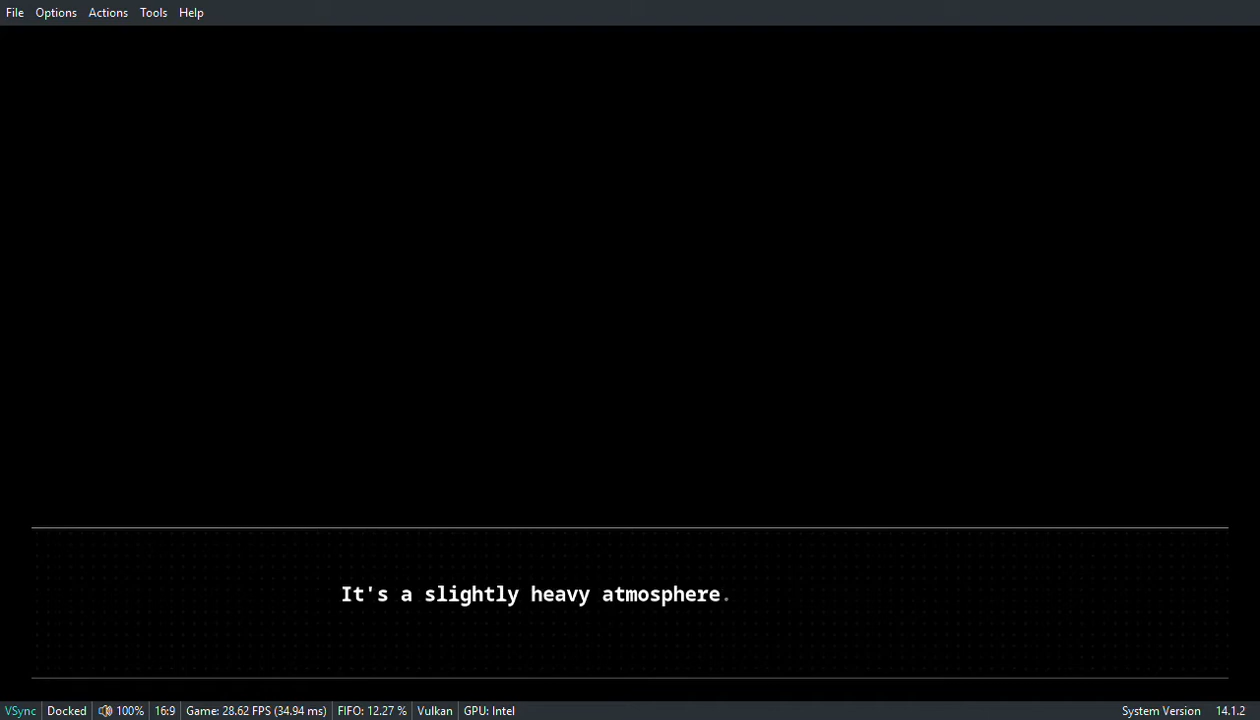 File Options Actions Tools Help
It's a slightly heavy atmosphere.
VSync Docked 100% 16:9 Game: 28.62 FPS (34.94 ms) FIFO: 12.27 % Vulkan GPU: Intel System Version 14.1.2